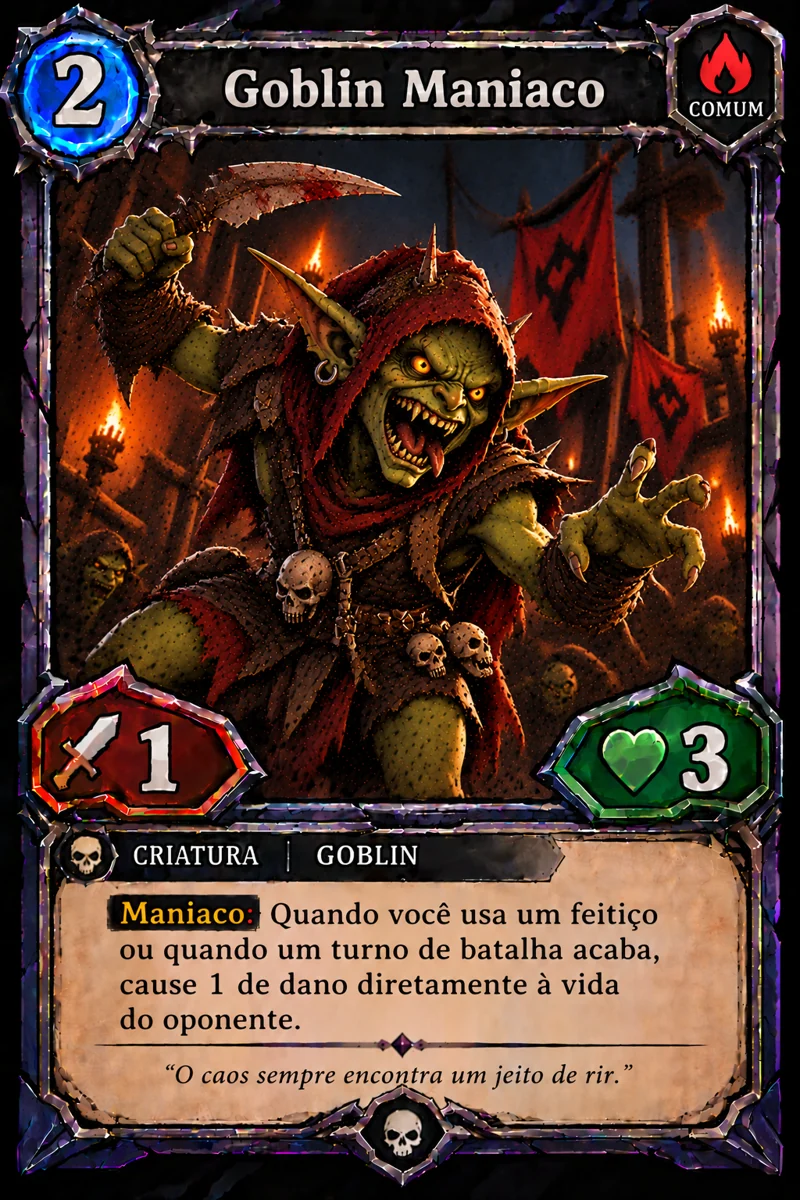 2
Goblin Maniaco
COMUM
1
3
CRIATURA | GOBLIN
Maniaco: Quando você usa um feitiço
ou quando um turno de batalha acaba,
cause 1 de dano diretamente à vida
do oponente.
“O caos sempre encontra um jeito de rir.”